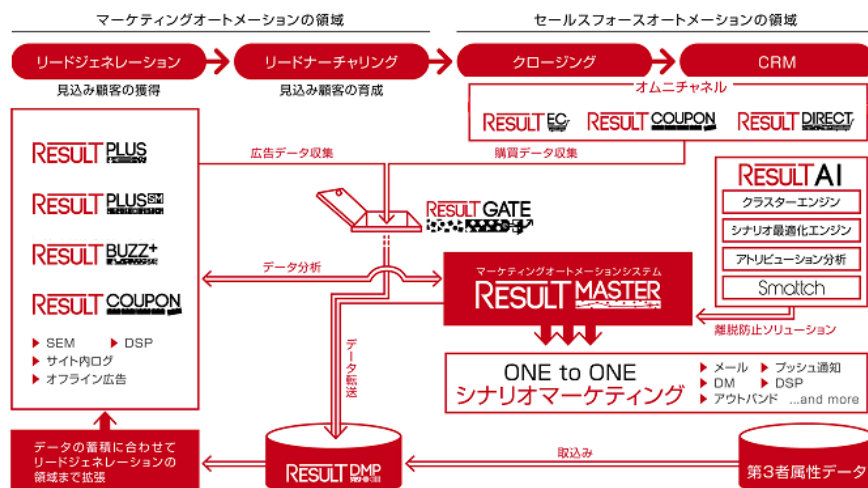 マーケティングオートメーションの領域
セールスフォースオートメーションの領域
リードジェネレーション
リードナーチャリング
クロージング
CRM
見込み顧客の獲得
見込み顧客の育成
オムニチャネル
RESULT EC
RESULT COUPON
RESULT DIRECT
RESULT PLUS
RESULT PLUS SM
RESULT BUZZ+
RESULT COUPON
▶ SEM ▶ DSP
▶ サイト内ログ
▶ オフライン広告
広告データ収集
購買データ収集
RESULT GATE
RESULT AI
クラスターエンジン
シナリオ最適化エンジン
アトリビューション分析
Smattch
データ分析
マーケティングオートメーションシステム
RESULT MASTER
離脱防止ソリューション
データ転送
ONE to ONE
シナリオマーケティング
▶ メール ▶ プッシュ通知
▶ DM ▶ DSP
▶ アウトバンド ...and more
データの蓄積に合わせて
リードジェネレーションの
領域まで拡張
RESULT DMP
取込み
第3者属性データ